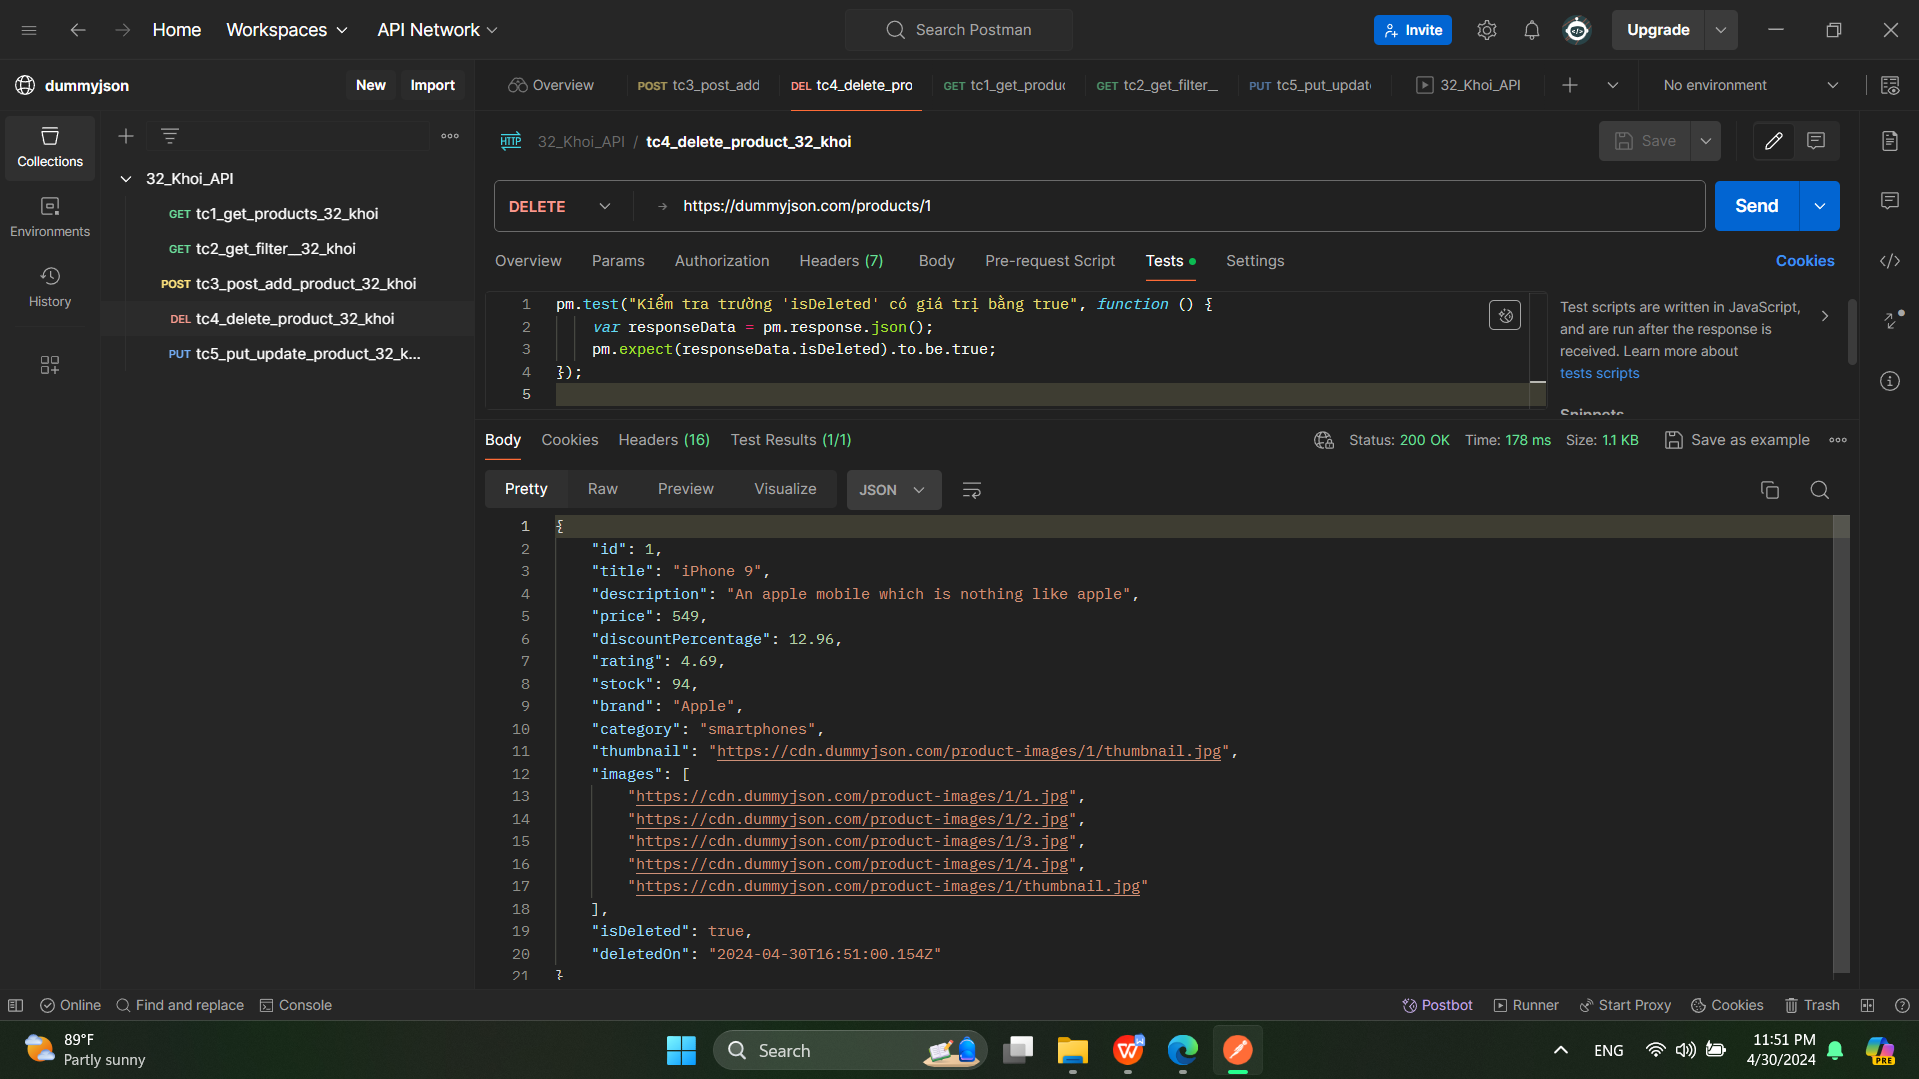 Home
Workspaces
API Network
Search Postman
Invite
Upgrade
dummyjson
New
Import
Overview
POST tc3_post_add
DEL tc4_delete_pro
GET tc1_get_produc
GET tc2_get_filter__
PUT tc5_put_updat
32_Khoi_API
No environment
Collections
Environments
History
32_Khoi_API
GET tc1_get_products_32_khoi
GET tc2_get_filter__32_khoi
POST tc3_post_add_product_32_khoi
DEL tc4_delete_product_32_khoi
PUT tc5_put_update_product_32_k...
HTTP 32_Khoi_API / tc4_delete_product_32_khoi
Save
DELETE
https://dummyjson.com/products/1
Send
Overview
Params
Authorization
Headers (7)
Body
Pre-request Script
Tests
Settings
Cookies
1 pm.test("Kiểm tra trường 'isDeleted' có giá trị bằng true", function () {
2 var responseData = pm.response.json();
3 pm.expect(responseData.isDeleted).to.be.true;
4 });
5
Test scripts are written in JavaScript,
and are run after the response is
received. Learn more about
tests scripts
Snippets
Body
Cookies
Headers (16)
Test Results (1/1)
Status: 200 OK
Time: 178 ms
Size: 1.1 KB
Save as example
Pretty
Raw
Preview
Visualize
JSON
1 {
2 "id": 1,
3 "title": "iPhone 9",
4 "description": "An apple mobile which is nothing like apple",
5 "price": 549,
6 "discountPercentage": 12.96,
7 "rating": 4.69,
8 "stock": 94,
9 "brand": "Apple",
10 "category": "smartphones",
11 "thumbnail": "https://cdn.dummyjson.com/product-images/1/thumbnail.jpg",
12 "images": [
13 "https://cdn.dummyjson.com/product-images/1/1.jpg",
14 "https://cdn.dummyjson.com/product-images/1/2.jpg",
15 "https://cdn.dummyjson.com/product-images/1/3.jpg",
16 "https://cdn.dummyjson.com/product-images/1/4.jpg",
17 "https://cdn.dummyjson.com/product-images/1/thumbnail.jpg"
18 ],
19 "isDeleted": true,
20 "deletedOn": "2024-04-30T16:51:00.154Z"
21 }
Online
Find and replace
Console
Postbot
Runner
Start Proxy
Cookies
Trash
89°F
Partly sunny
Search
ENG
11:51 PM
4/30/2024
PRE